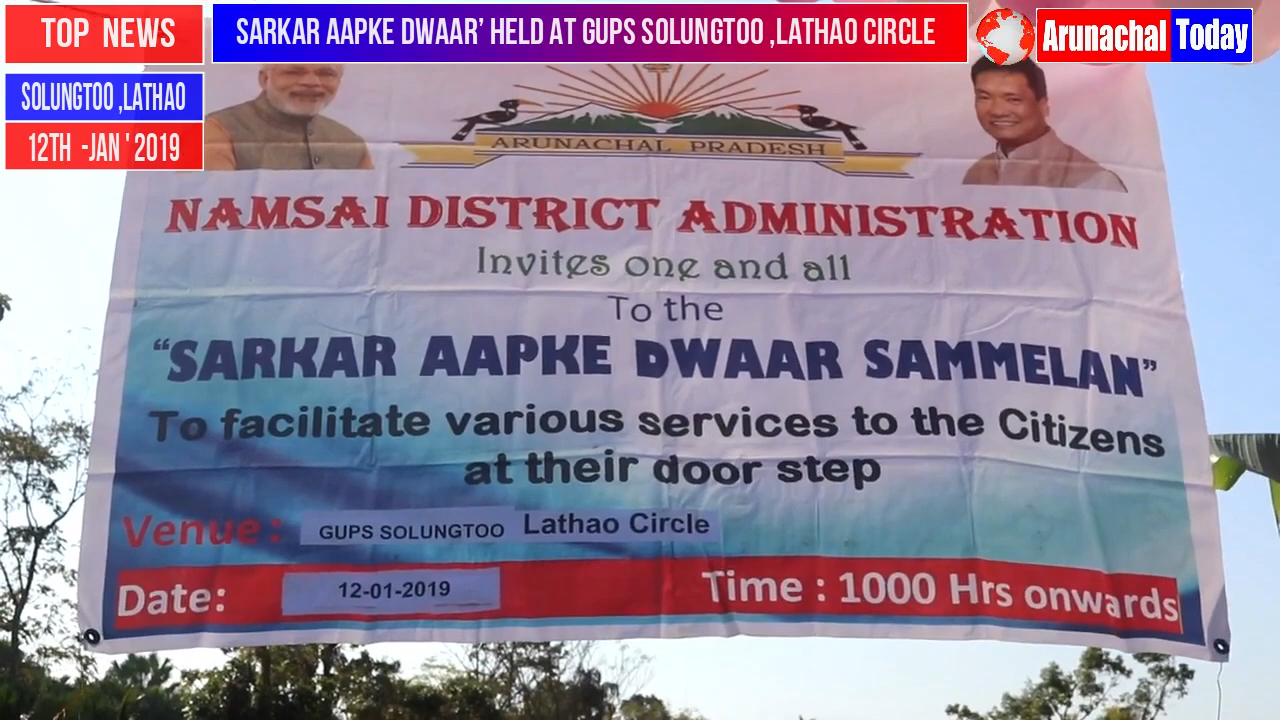 TOP NEWS
SARKAR AAPKE DWAAR’ HELD AT GUPS SOLUNGTOO ,LATHAO CIRCLE
Arunachal Today
SOLUNGTOO ,LATHAO
12TH -JAN ' 2019
ARUNACHAL PRADESH
NAMSAI DISTRICT ADMINISTRATION
Invites one and all
To the
“SARKAR AAPKE DWAAR SAMMELAN”
To facilitate various services to the Citizens
at their door step
Venue : GUPS SOLUNGTOO Lathao Circle
Date: 12-01-2019 Time : 1000 Hrs onwards